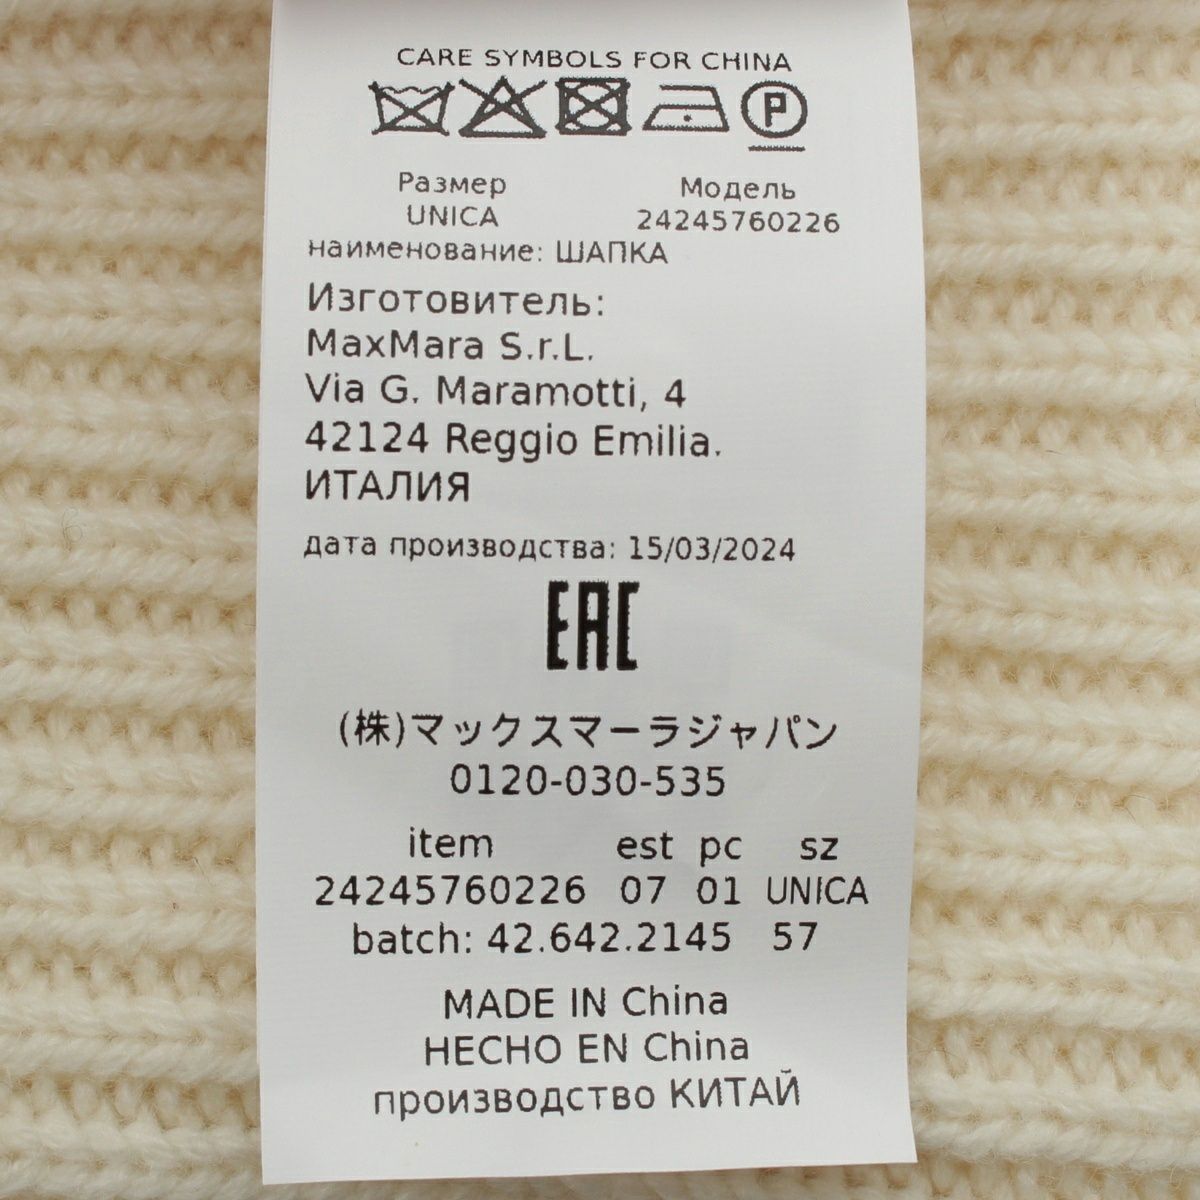 CARE SYMBOLS FOR CHINA
P
Размер Модель
UNICA 24245760226
наименование: ШАПКА
Изготовитель:
MaxMara S.r.L.
Via G. Maramotti, 4
42124 Reggio Emilia.
ИТАЛИЯ
дата производства: 15/03/2024
EAC
(株)マックスマーラジャパン
0120-030-535
item est pc sz
24245760226 07 01 UNICA
batch: 42.642.2145 57
MADE IN China
HECHO EN China
производство КИТАЙ